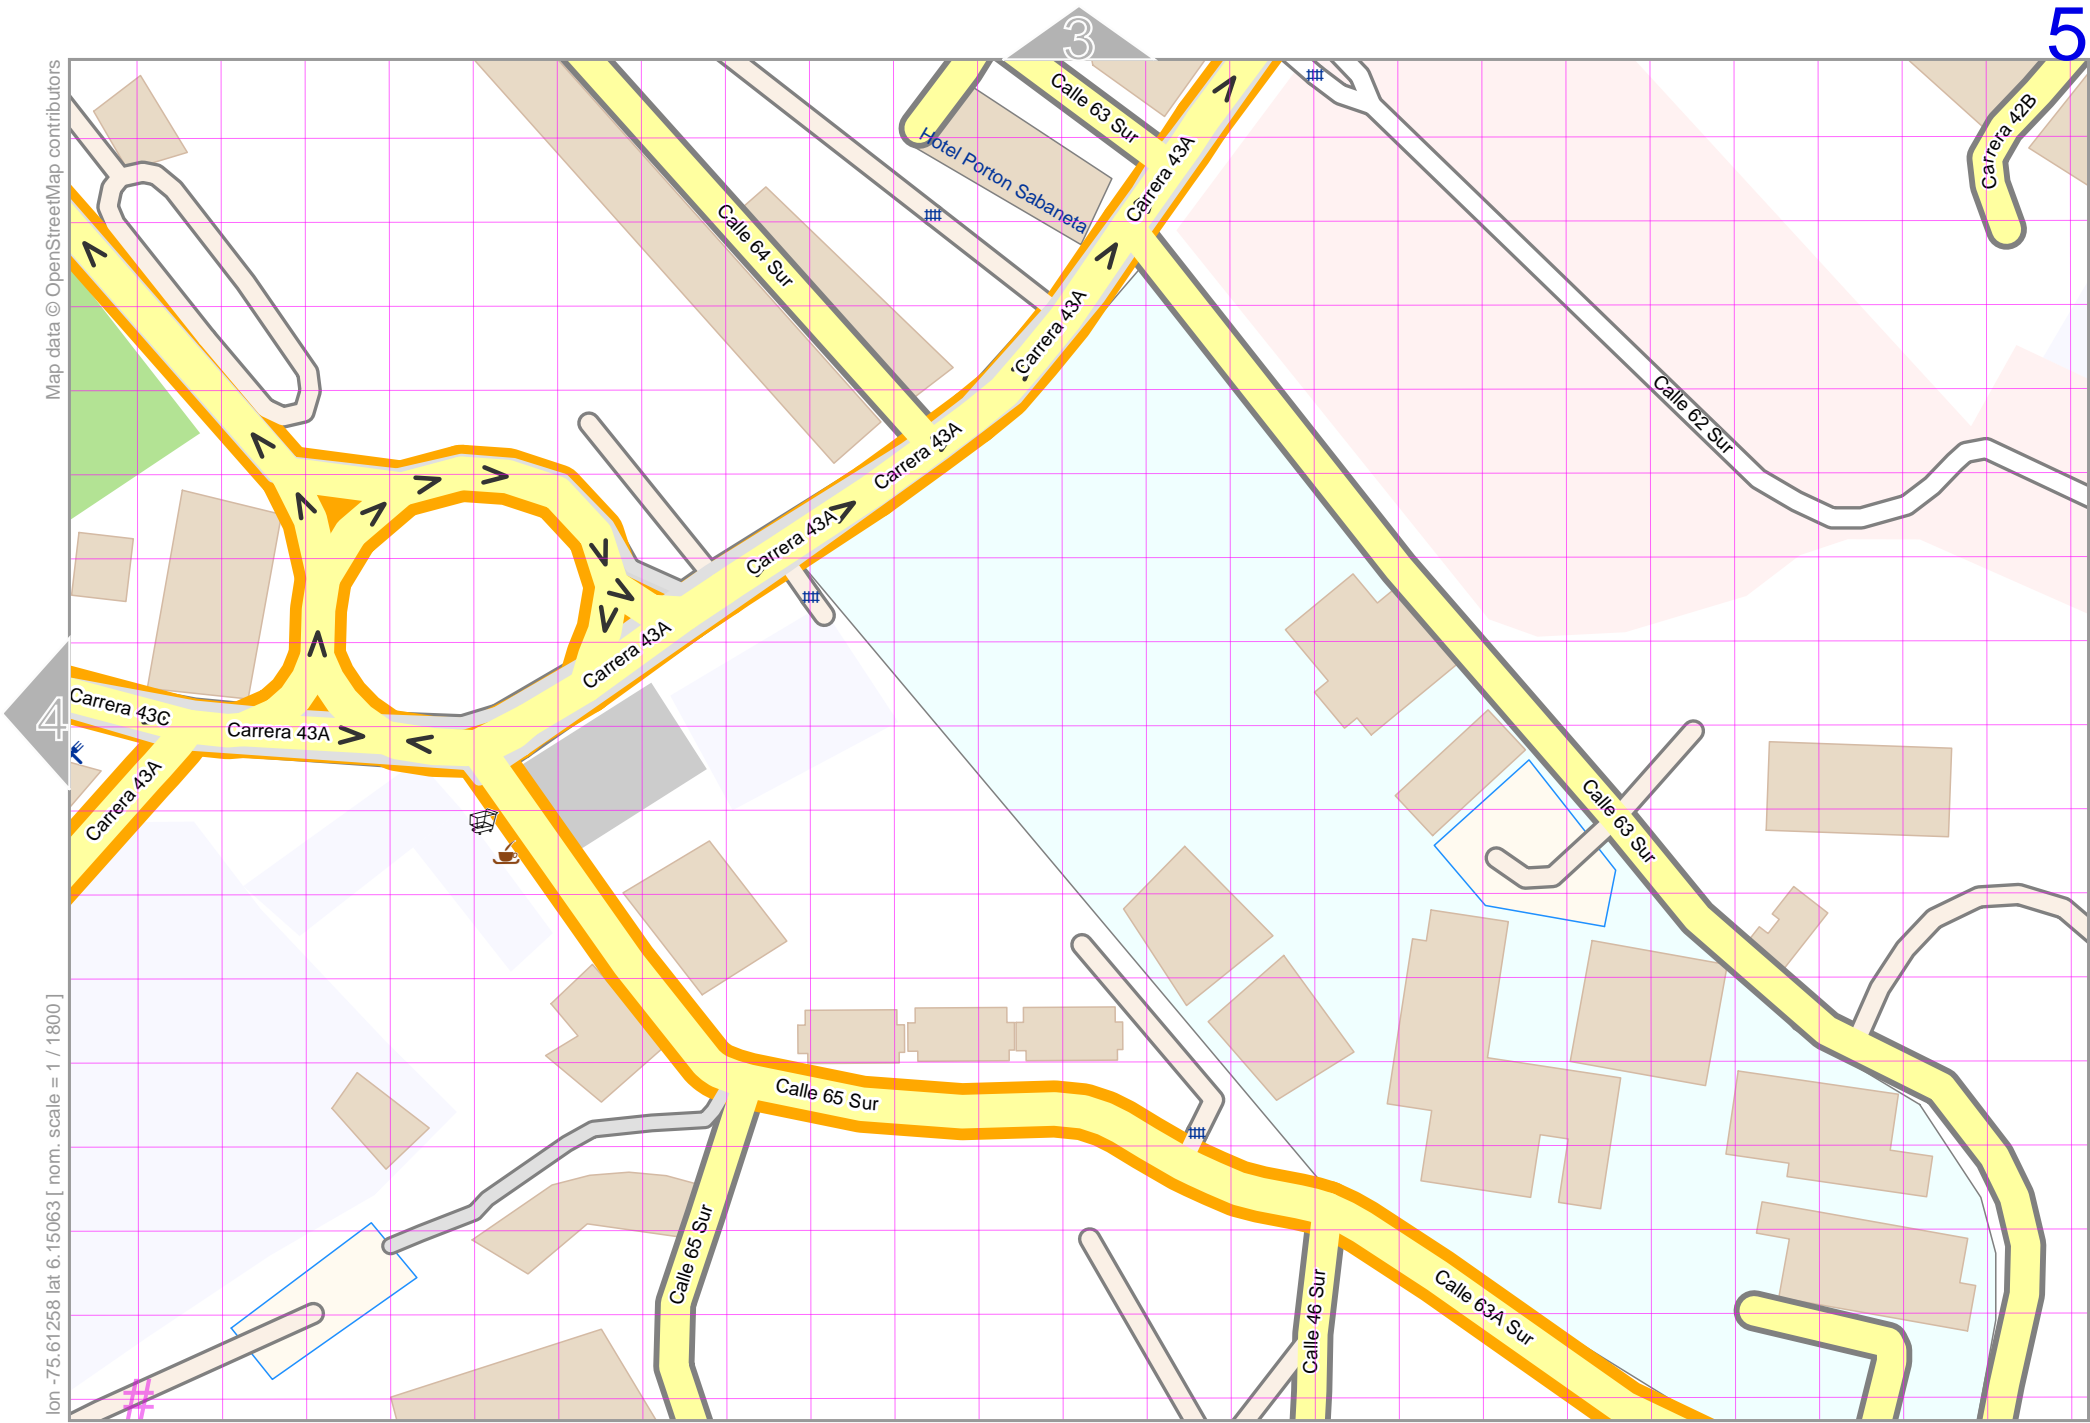 3
5
Map data © OpenStreetMap contributors
Calle 63 Sur
Carrera 42B
Hotel Porton Sabaneta
Carrera 43A
Calle 64 Sur
Carrera 43A
Calle 62 Sur
Carrera 43A
Carrera 43A
Carrera 43A
4
Carrera 43C
Carrera 43A
Carrera 43A
Calle 63 Sur
Calle 65 Sur
Calle 65 Sur
Calle 46 Sur
Calle 63A Sur
lon -75.61258 lat 6.15063 [ nom. scale = 1 / 1800 ]
#